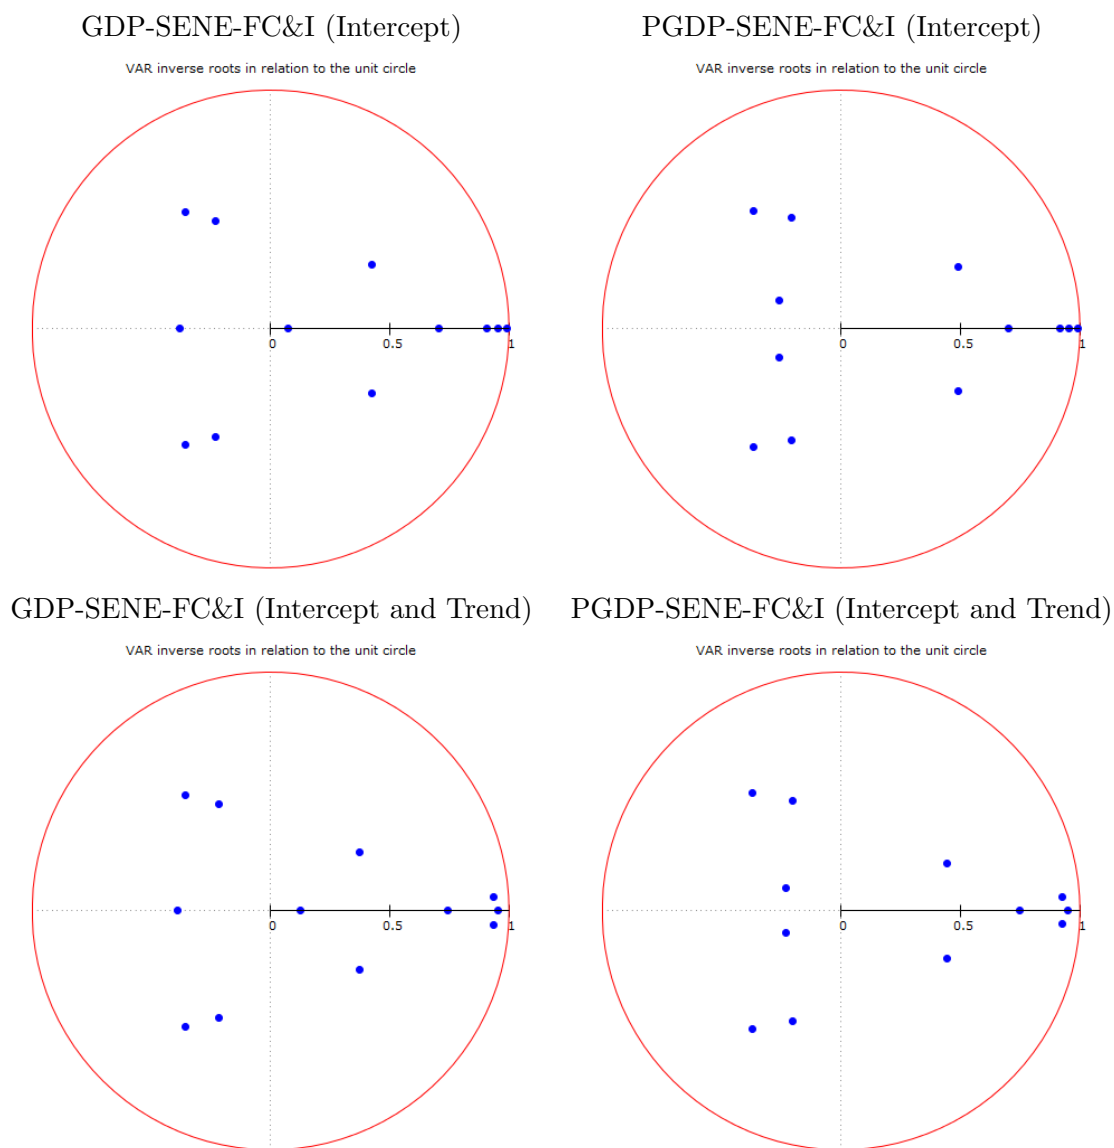 GDP-SENE-FC&I (Intercept)
PGDP-SENE-FC&I (Intercept)
VAR inverse roots in relation to the unit circle
VAR inverse roots in relation to the unit circle
0 0.5 1
0 0.5 1
GDP-SENE-FC&I (Intercept and Trend)
PGDP-SENE-FC&I (Intercept and Trend)
VAR inverse roots in relation to the unit circle
VAR inverse roots in relation to the unit circle
0 0.5 1
0 0.5 1